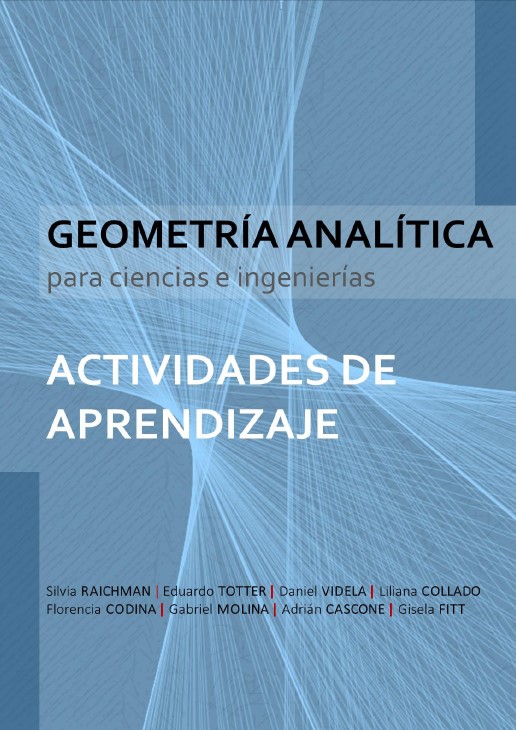 GEOMETRÍA ANALÍTICA
para ciencias e ingenierías
ACTIVIDADES DE
APRENDIZAJE
Silvia RAICHMAN | Eduardo TOTTER | Daniel VIDELA | Liliana COLLADO
Florencia CODINA | Gabriel MOLINA | Adrián CASCONE | Gisela FITT